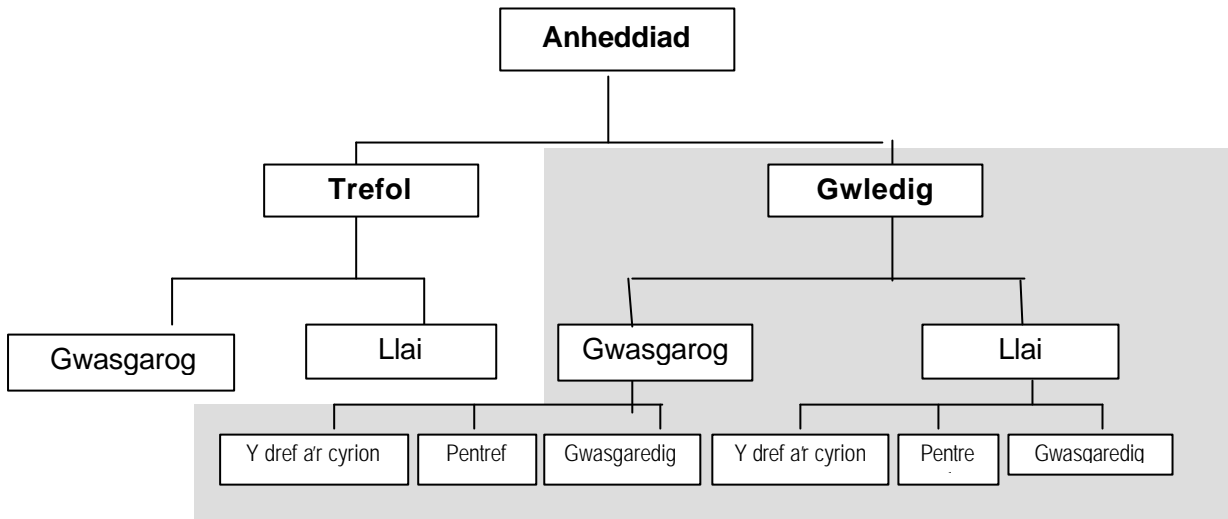 Anheddiad
Trefol
Gwledig
Gwasgarog
Llai
Gwasgarog
Llai
Y dref a'r cyrion
Pentref
Gwasgaredig
Y dref a'r cyrion
Pentre
Gwasgaredig